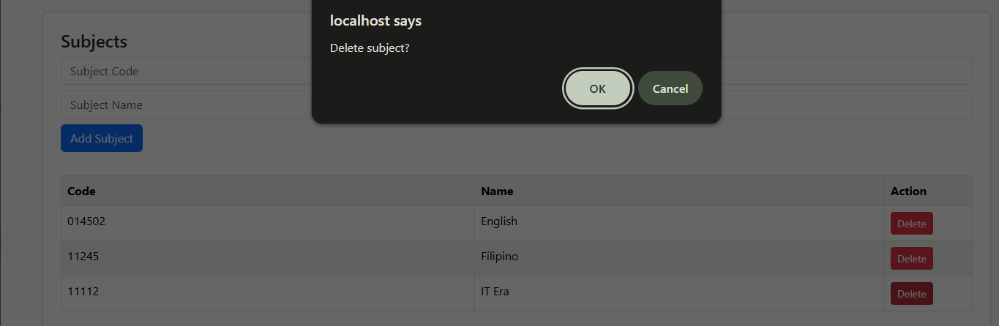 localhost says
Delete subject?
OK Cancel
Subjects
Subject Code
Subject Name
Add Subject
Code Name Action
014502 English Delete
11245 Filipino Delete
11112 IT Era Delete